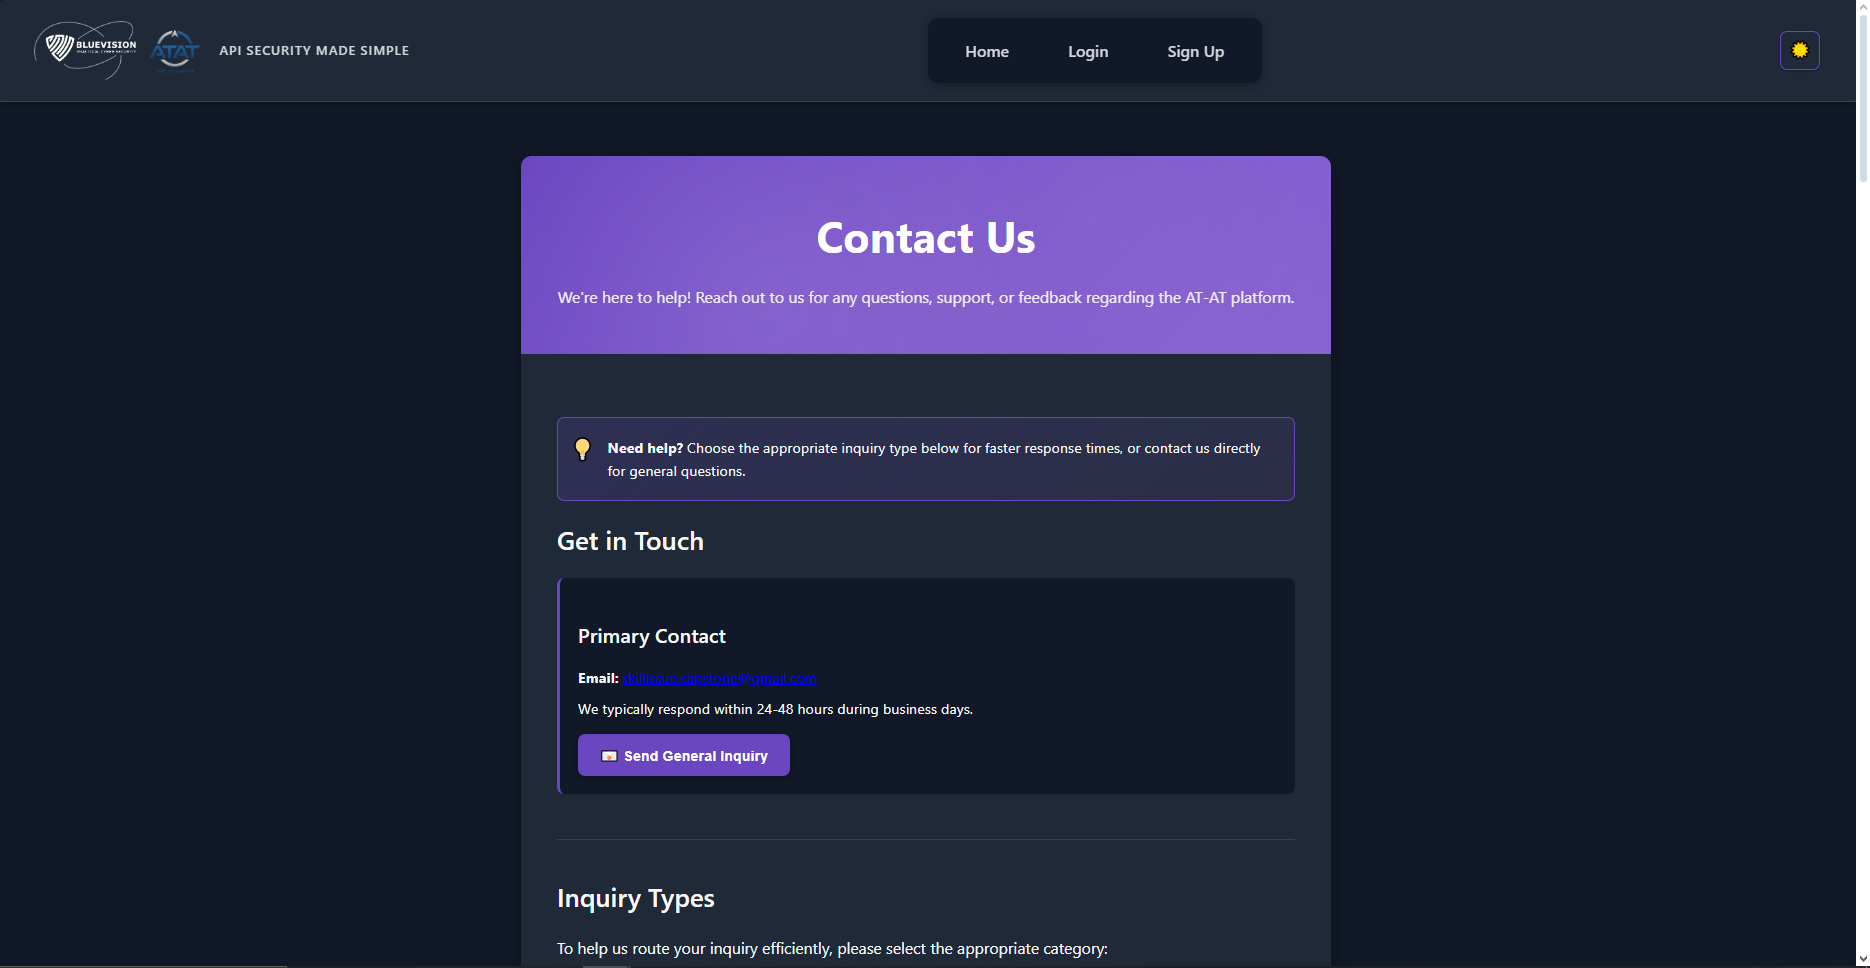 BLUEVISION
ATAT
API SECURITY MADE SIMPLE
Home
Login
Sign Up
Contact Us
We're here to help! Reach out to us for any questions, support, or feedback regarding the AT-AT platform.
Need help? Choose the appropriate inquiry type below for faster response times, or contact us directly
for general questions.
Get in Touch
Primary Contact
Email: skillissue.capstone@gmail.com
We typically respond within 24-48 hours during business days.
Send General Inquiry
Inquiry Types
To help us route your inquiry efficiently, please select the appropriate category: